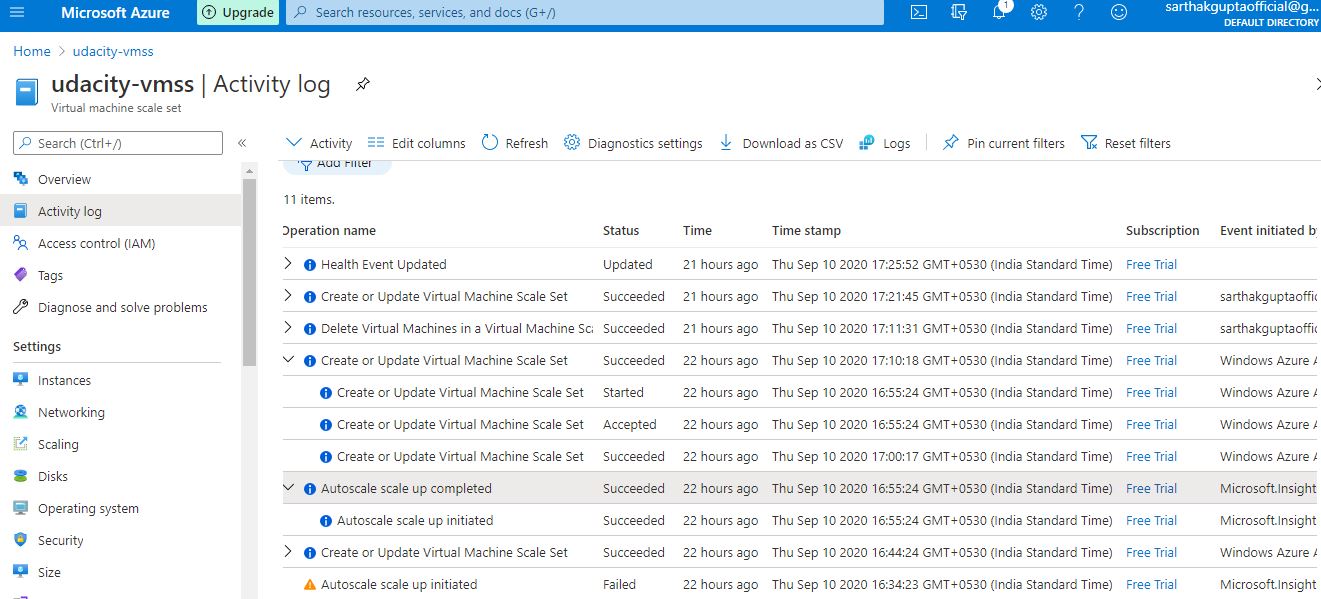 Microsoft Azure
Upgrade
Search resources, services, and docs (G+/)
1
sarthakguptaofficial@g...
DEFAULT DIRECTORY
Home > udacity-vmss
udacity-vmss | Activity log
Virtual machine scale set
Search (Ctrl+/)
«
Overview
Activity log
Access control (IAM)
Tags
Diagnose and solve problems
Settings
Instances
Networking
Scaling
Disks
Operating system
Security
Size
Activity Edit columns Refresh Diagnostics settings Download as CSV Logs Pin current filters Reset filters
Add Filter
11 items.
Operation name Status Time Time stamp Subscription Event initiated by
Health Event Updated Updated 21 hours ago Thu Sep 10 2020 17:25:52 GMT+0530 (India Standard Time) Free Trial
Create or Update Virtual Machine Scale Set Succeeded 21 hours ago Thu Sep 10 2020 17:21:45 GMT+0530 (India Standard Time) Free Trial sarthakguptaoffic
Delete Virtual Machines in a Virtual Machine Sca Succeeded 21 hours ago Thu Sep 10 2020 17:11:31 GMT+0530 (India Standard Time) Free Trial sarthakguptaoffic
Create or Update Virtual Machine Scale Set Succeeded 22 hours ago Thu Sep 10 2020 17:10:18 GMT+0530 (India Standard Time) Free Trial Windows Azure A
Create or Update Virtual Machine Scale Set Started 22 hours ago Thu Sep 10 2020 16:55:24 GMT+0530 (India Standard Time) Free Trial Windows Azure A
Create or Update Virtual Machine Scale Set Accepted 22 hours ago Thu Sep 10 2020 16:55:24 GMT+0530 (India Standard Time) Free Trial Windows Azure A
Create or Update Virtual Machine Scale Set Succeeded 22 hours ago Thu Sep 10 2020 17:00:17 GMT+0530 (India Standard Time) Free Trial Windows Azure A
Autoscale scale up completed Succeeded 22 hours ago Thu Sep 10 2020 16:55:24 GMT+0530 (India Standard Time) Free Trial Microsoft.Insight
Autoscale scale up initiated Succeeded 22 hours ago Thu Sep 10 2020 16:55:24 GMT+0530 (India Standard Time) Free Trial Microsoft.Insight
Create or Update Virtual Machine Scale Set Succeeded 22 hours ago Thu Sep 10 2020 16:44:24 GMT+0530 (India Standard Time) Free Trial Windows Azure A
Autoscale scale up initiated Failed 22 hours ago Thu Sep 10 2020 16:34:23 GMT+0530 (India Standard Time) Free Trial Microsoft.Insight